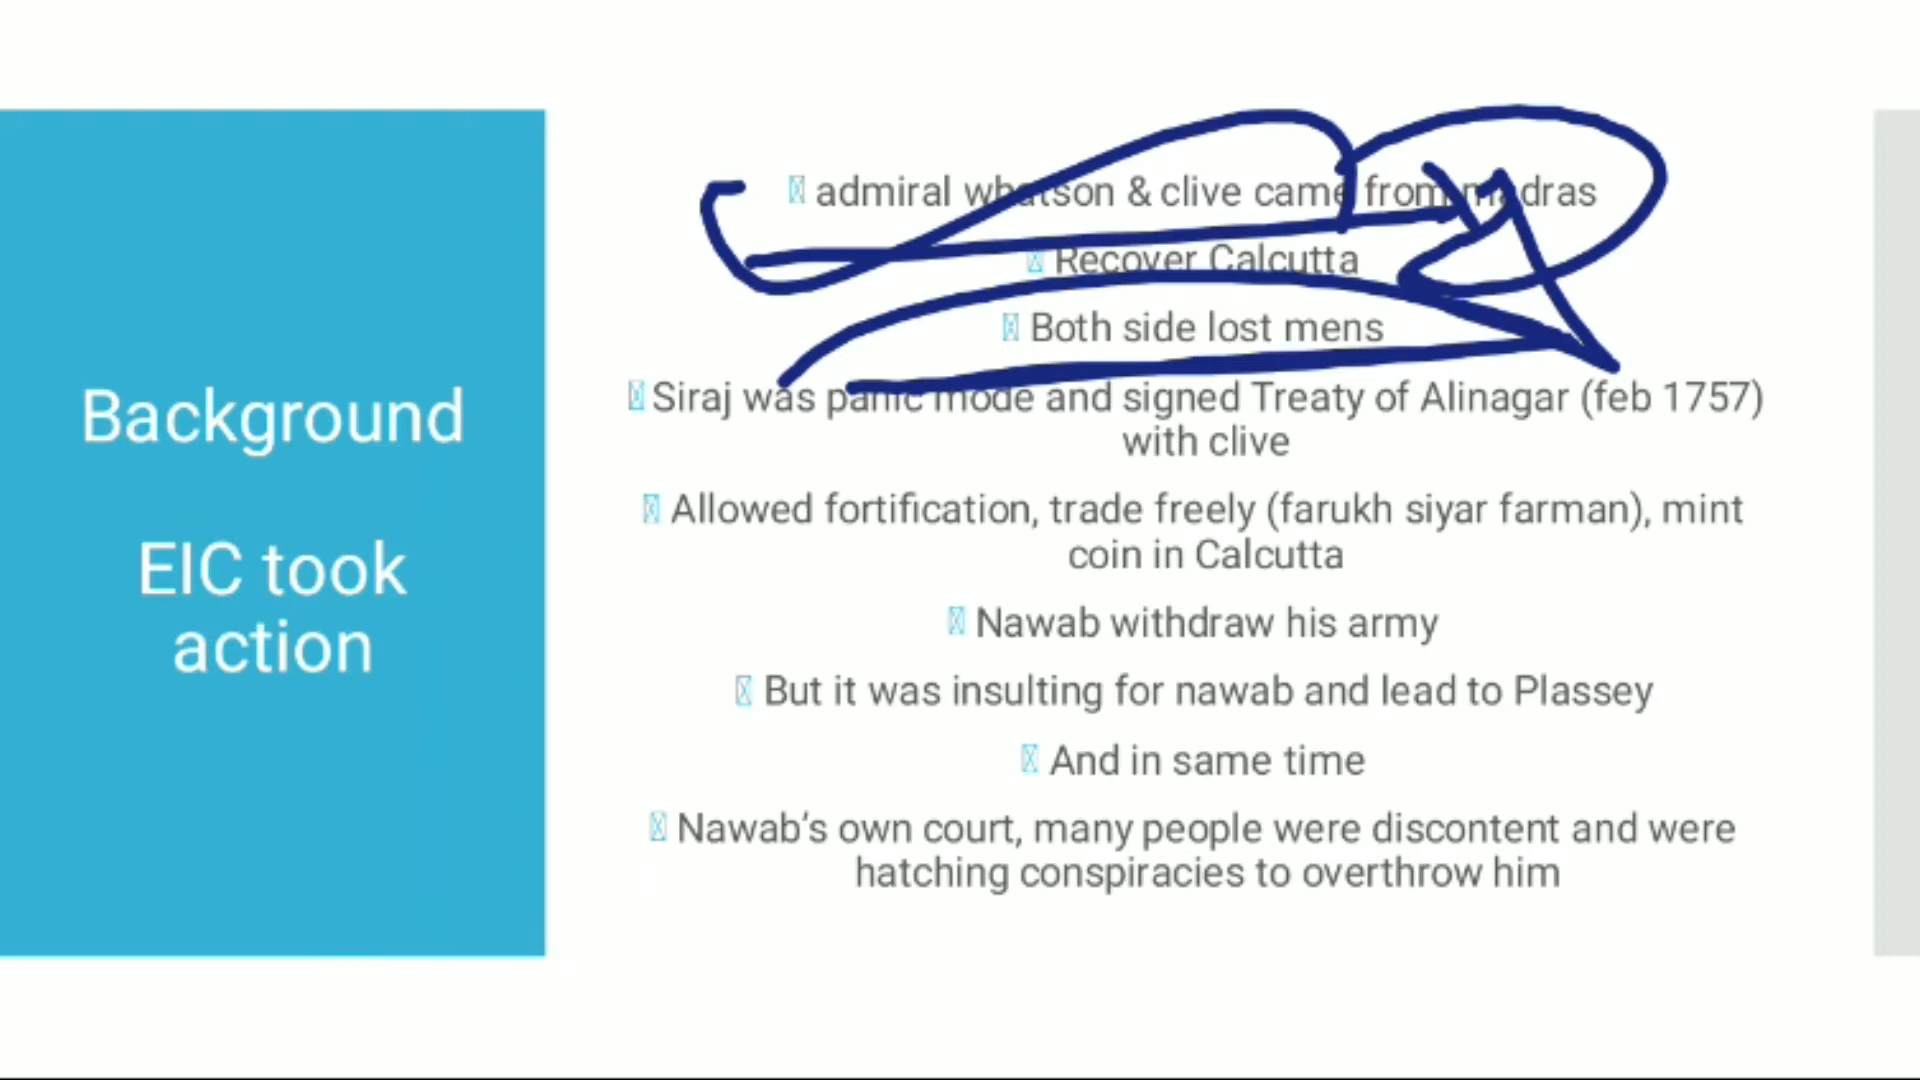 Background
EIC took
action
admiral whatson & clive came from madras
Recover Calcutta
Both side lost mens
Siraj was panic mode and signed Treaty of Alinagar (feb 1757)
with clive
Allowed fortification, trade freely (farukh siyar farman), mint
coin in Calcutta
Nawab withdraw his army
But it was insulting for nawab and lead to Plassey
And in same time
Nawab‘s own court, many people were discontent and were
hatching conspiracies to overthrow him